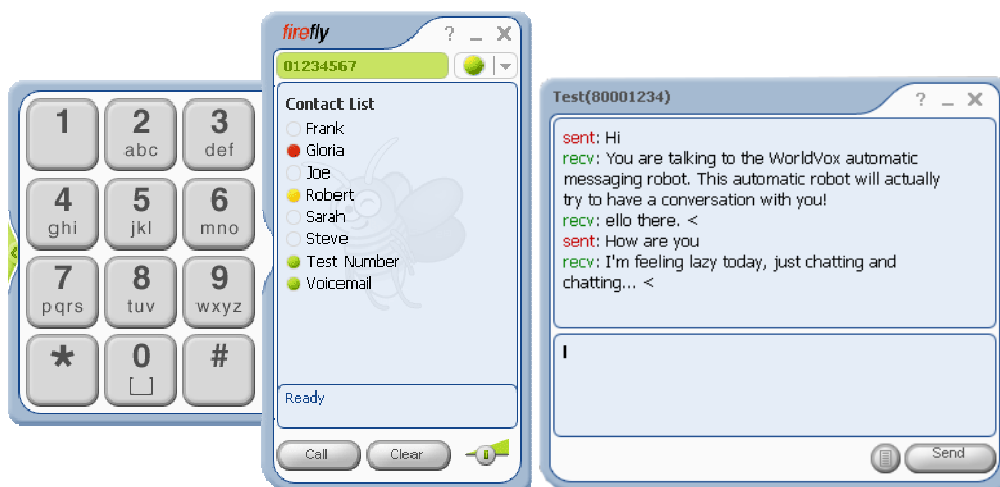 1
2
abc
3
def
4
ghi
5
jkl
6
mno
7
pqrs
8
tuv
9
wxyz
*
0
[_]
#
firefly
?
01234567
Contact List
Frank
Gloria
Joe
Robert
Sarah
Steve
Test Number
Voicemail
Ready
Call
Clear
Test(80001234)
?
sent: Hi
recv: You are talking to the WorldVox automatic
messaging robot. This automatic robot will actually
try to have a conversation with you!
recv: ello there. <
sent: How are you
recv: I'm feeling lazy today, just chatting and
chatting... <
Send